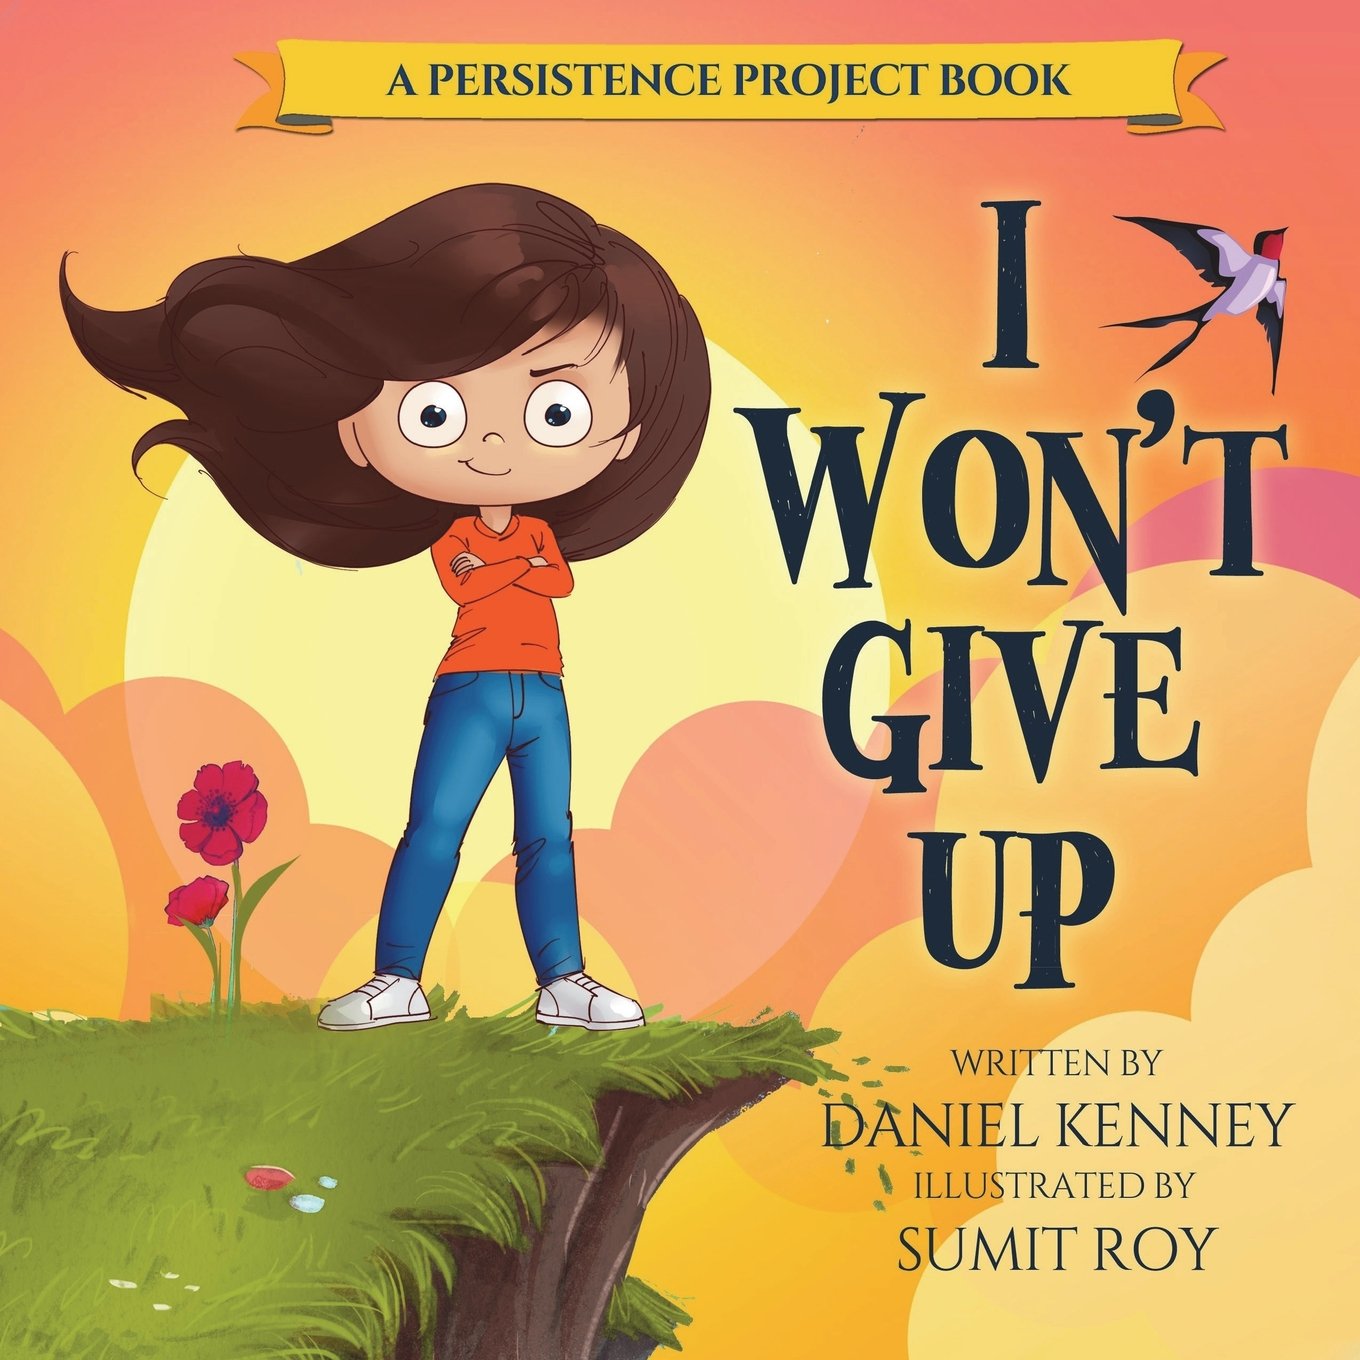 A PERSISTENCE PROJECT BOOK
I
WON'T
GIVE
UP
WRITTEN BY
DANIEL KENNEY
ILLUSTRATED BY
SUMIT ROY